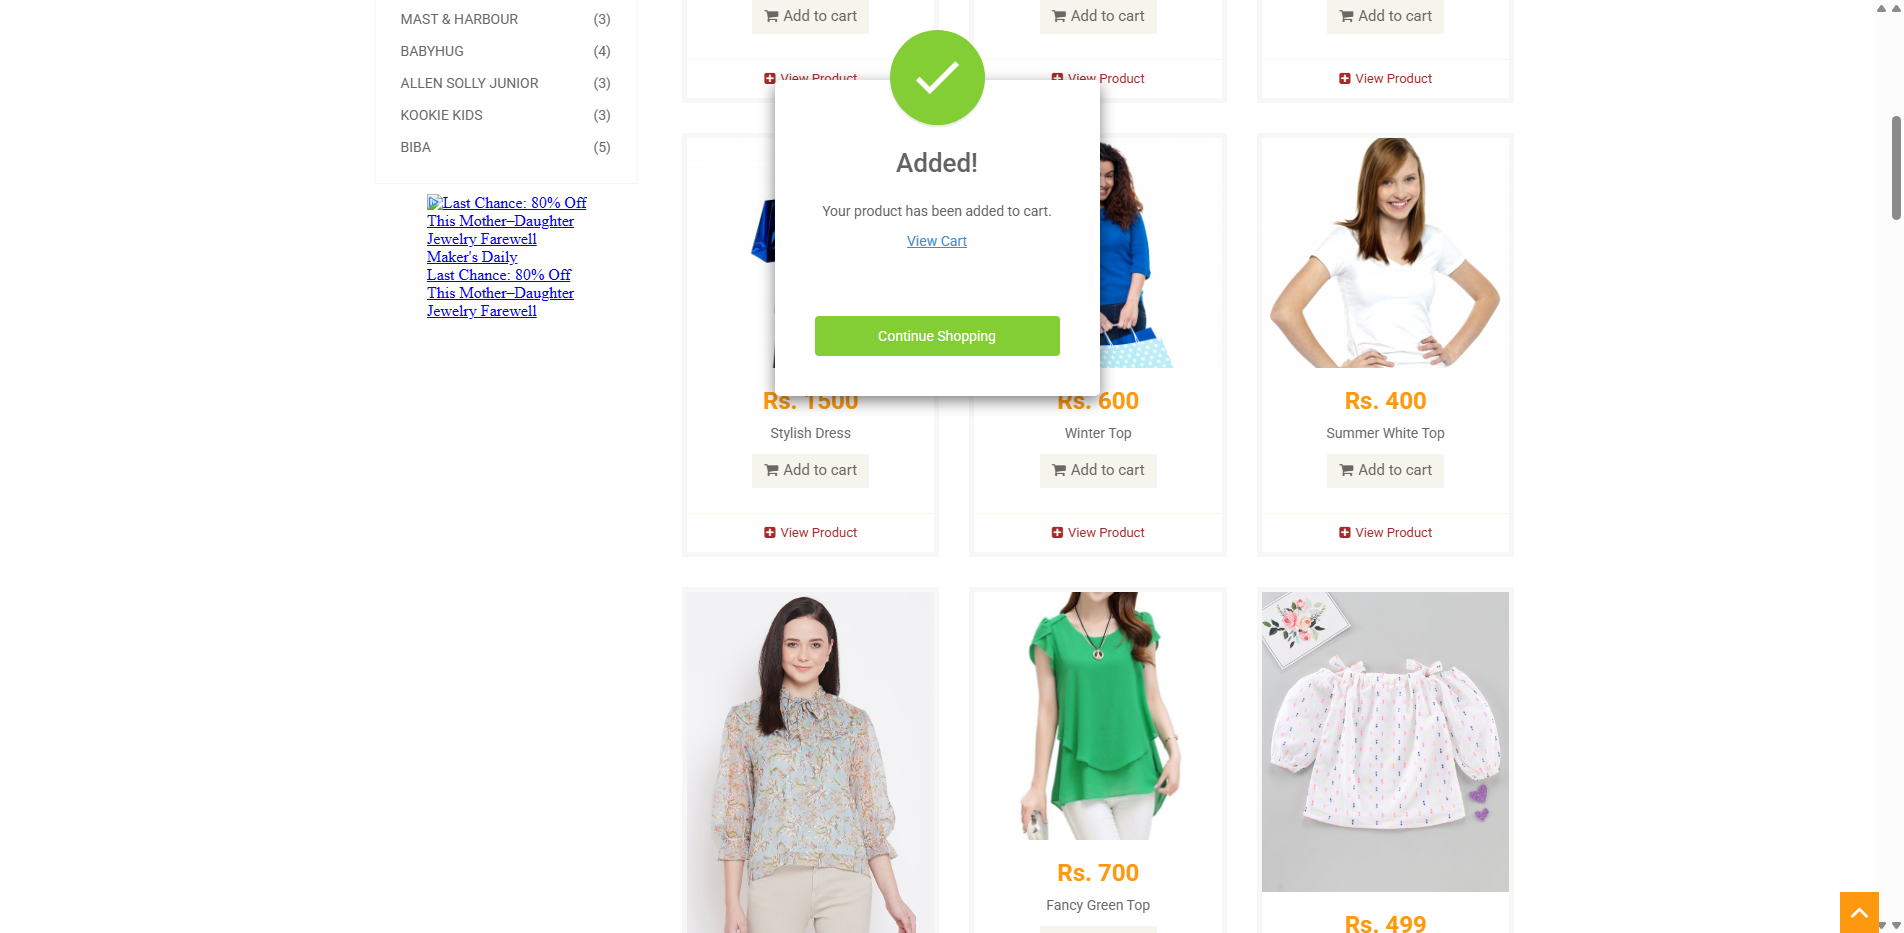 MAST & HARBOUR (3)
BABYHUG (4)
ALLEN SOLLY JUNIOR (3)
KOOKIE KIDS (3)
BIBA (5)
Last Chance: 80% Off
This Mother–Daughter
Jewelry Farewell
Maker's Daily
Last Chance: 80% Off
This Mother–Daughter
Jewelry Farewell
Add to cart
Add to cart
Add to cart
View Product
View Product
View Product
Added!
Your product has been added to cart.
View Cart
Continue Shopping
Rs. 1500
Stylish Dress
Add to cart
View Product
Rs. 600
Winter Top
Add to cart
View Product
Rs. 400
Summer White Top
Add to cart
View Product
Rs. 700
Fancy Green Top
Rs. 499